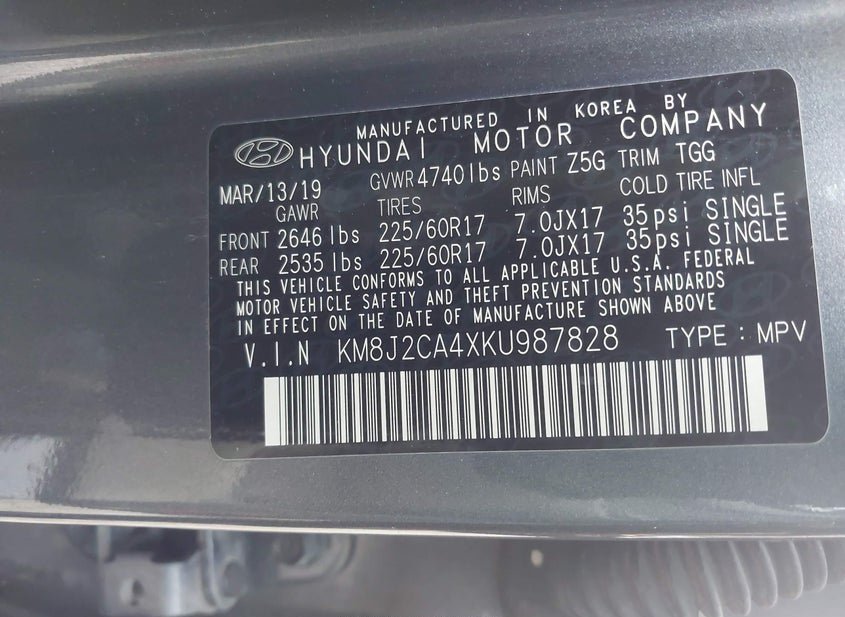 MANUFACTURED IN KOREA BY
HYUNDAI MOTOR COMPANY
MAR/13/19 GVWR 4740lbs PAINT Z5G TRIM TGG
GAWR TIRES RIMS COLD TIRE INFL
FRONT 2646 lbs 225/60R17 7.0JX17 35psi SINGLE
REAR 2535 lbs 225/60R17 7.0JX17 35psi SINGLE
THIS VEHICLE CONFORMS TO ALL APPLICABLE U.S.A. FEDERAL
MOTOR VEHICLE SAFETY AND THEFT PREVENTION STANDARDS
IN EFFECT ON THE DATE OF MANUFACTURE SHOWN ABOVE
V.I.N KM8J2CA4XKU987828 TYPE : MPV